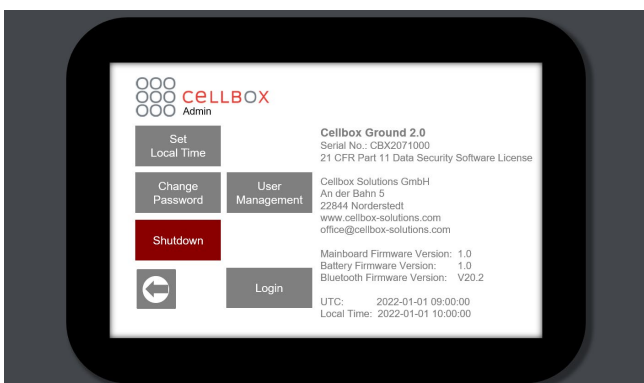 cellbox
Admin
Set
Local Time
Change
Password
User
Management
Shutdown
Login
Cellbox Ground 2.0
Serial No.: CBX2071000
21 CFR Part 11 Data Security Software License
Cellbox Solutions GmbH
An der Bahn 5
22844 Norderstedt
www.cellbox-solutions.com
office@cellbox-solutions.com
Mainboard Firmware Version: 1.0
Battery Firmware Version: 1.0
Bluetooth Firmware Version: V20.2
UTC: 2022-01-01 09:00:00
Local Time: 2022-01-01 10:00:00